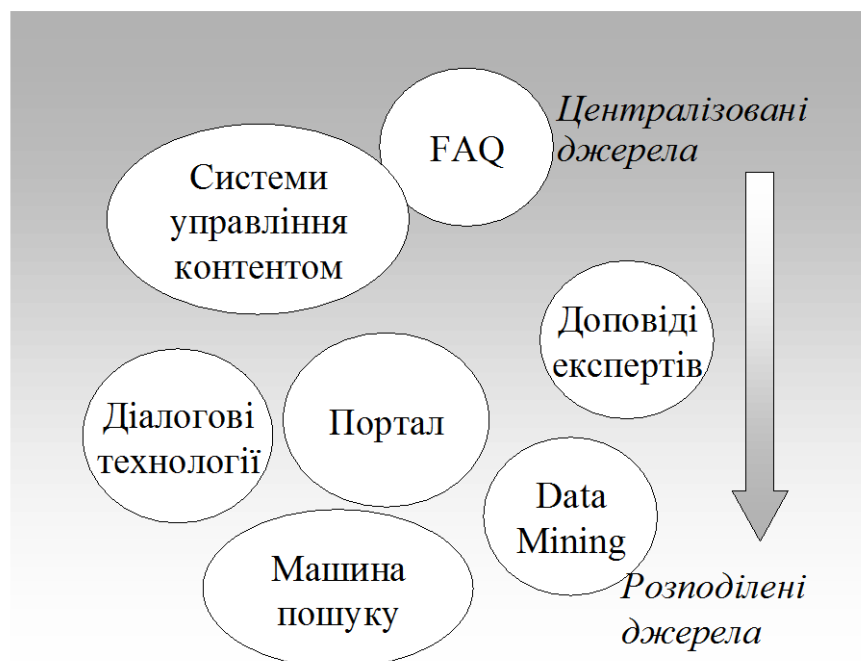 FAQ
Централізовані
джерела
Системи
управління
контентом
Доповіді
експертів
Діалогові
технології
Портал
Data
Mining
Машина
пошуку
Розподілені
джерела